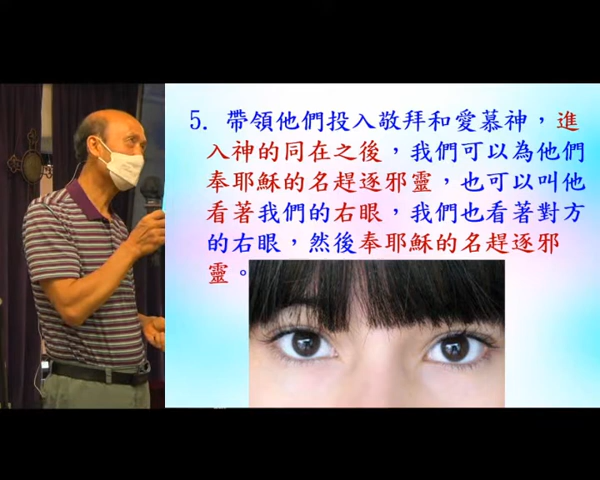 5. 帶領他們投入敬拜和愛慕神，進
入神的同在之後，我們可以為他們
奉耶穌的名趕逐邪靈，也可以叫他
看著我們的右眼，我們也看著對方
的右眼，然後奉耶穌的名趕逐邪
靈。